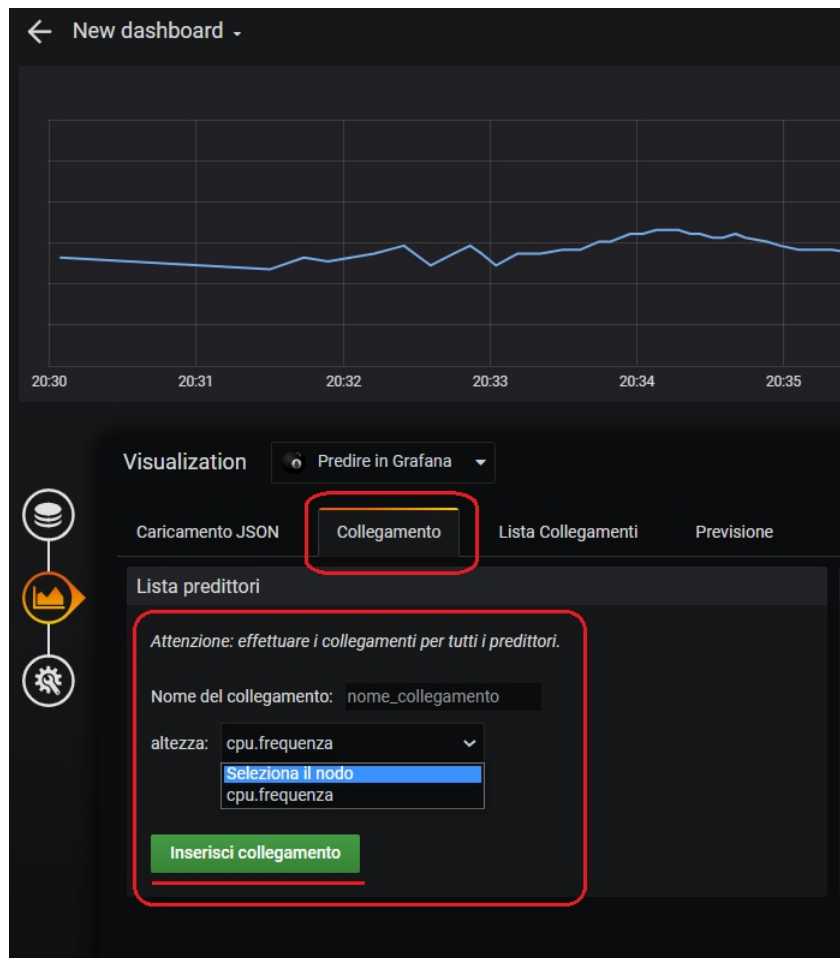 New dashboard
20:30 20:31 20:32 20:33 20:34 20:35
Visualization Predire in Grafana
Caricamento JSON Collegamento Lista Collegamenti Previsione
Lista predittori
Attenzione: effettuare i collegamenti per tutti i predittori.
Nome del collegamento: nome_collegamento
altezza: cpu.frequenza
Seleziona il nodo
cpu.frequenza
Inserisci collegamento